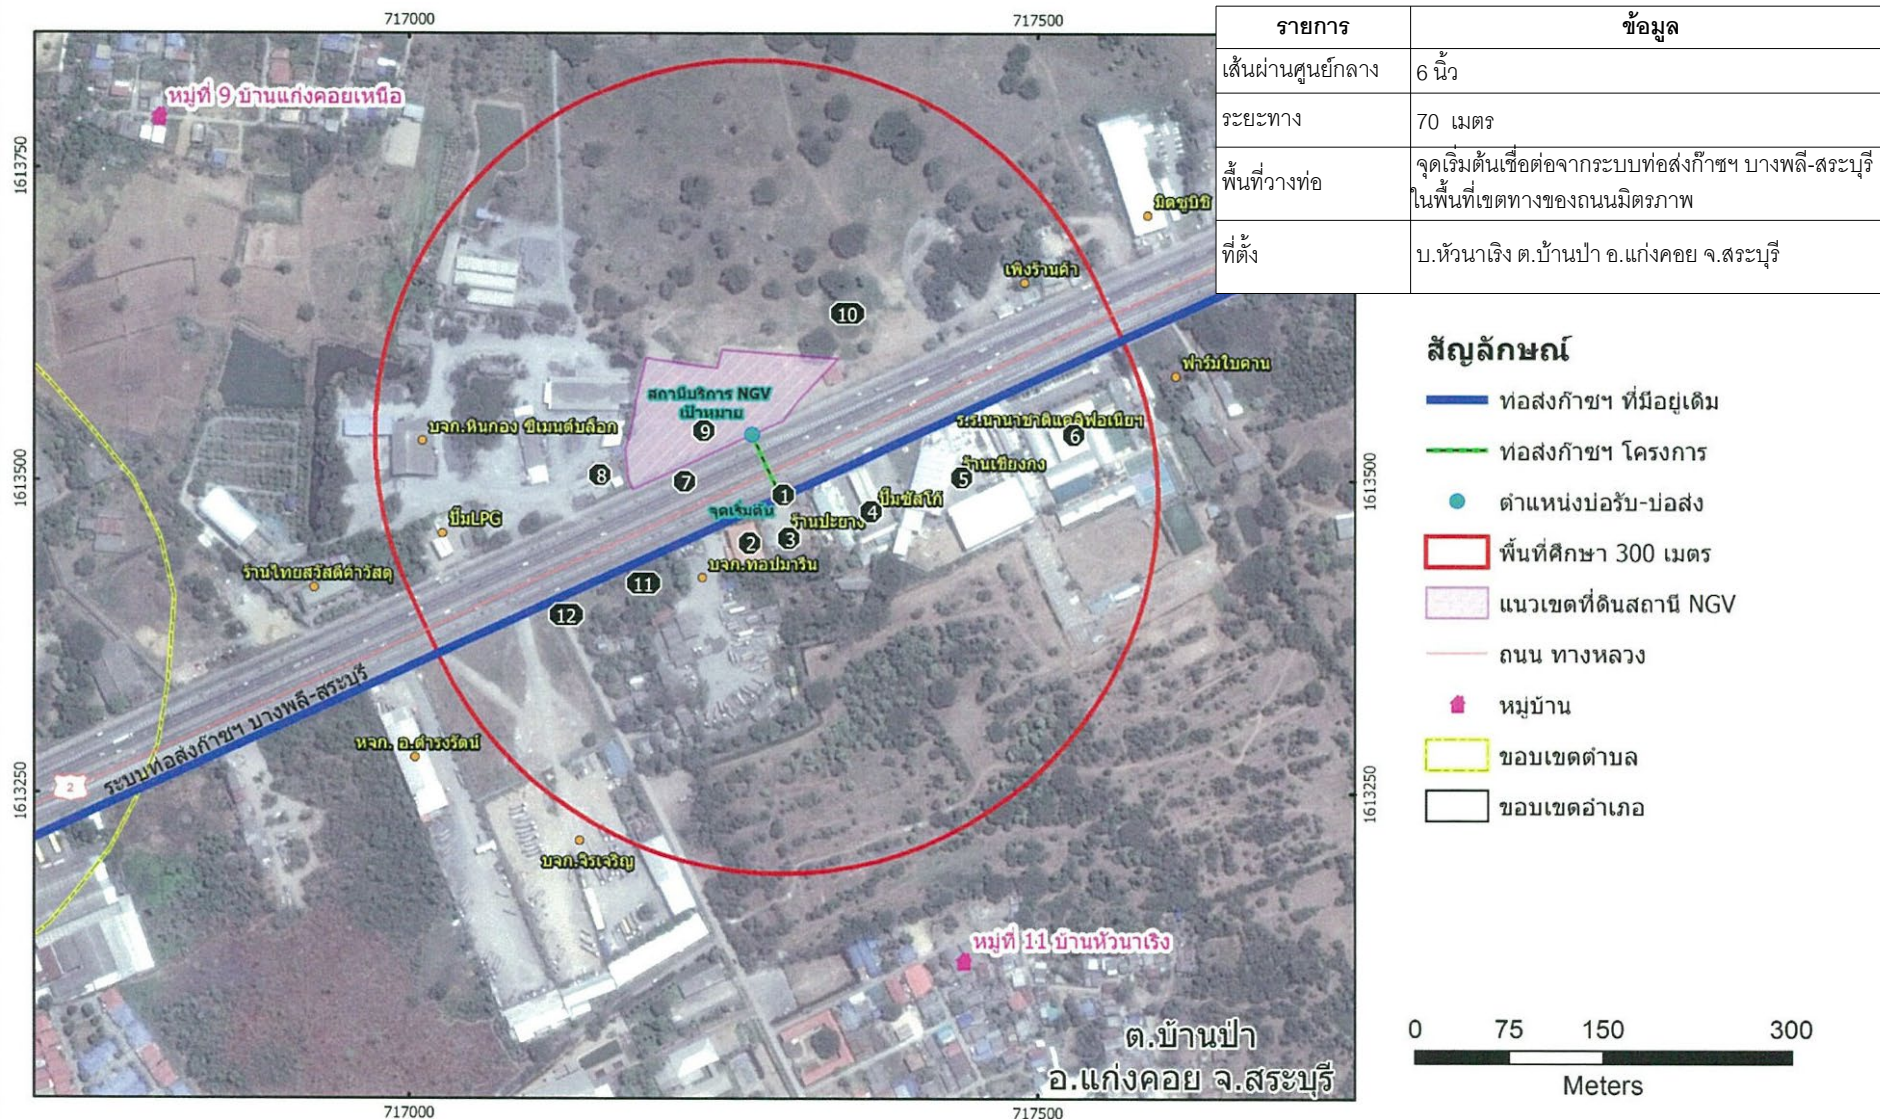 717000
717500
รายการ
ข้อมูล
เส้นผ่านศูนย์กลาง
6 นิ้ว
ระยะทาง
70 เมตร
พื้นที่วางท่อ
จุดเริ่มต้นเชื่อต่อจากระบบท่อส่งก๊าซฯ บางพลี-สระบุรี
ในพื้นที่เขตทางของถนนมิตรภาพ
ที่ตั้ง
บ.หัวนาเริง ต.บ้านป่า อ.แก่งคอย จ.สระบุรี
หมู่ที่ 9 บ้านแก่งคอยเหนือ
1613750
มิตซูบิชิ
เพิงร้านค้า
10
ฟาร์มใบดาน
สถานีบริการ NGV
เป้าหมาย
9
ร.ร.นานาชาติแคลิฟอเนียฯ
6
บจก.หินกอง ซีเมนต์บล็อก
8
7
ร้านเชียงกง
5
1
1613500
1613500
ปั๊มซัสโก้
4
จุดเริ่มต้น
ร้านปะยาง
3
2
ปั๊มLPG
บจก.ทอปมารีน
ร้านไทยสวัสดีค้าวัสดุ
11
12
ระบบท่อส่งก๊าซฯ บางพลี-สระบุรี
2
หจก. อ.ดำรงรัตน์
1613250
1613250
บจก.จิรเจริญ
หมู่ที่ 11 บ้านหัวนาเริง
ต.บ้านป่า
อ.แก่งคอย จ.สระบุรี
717000
717500
สัญลักษณ์
ท่อส่งก๊าซฯ ที่มีอยู่เดิม
ท่อส่งก๊าซฯ โครงการ
ตำแหน่งบ่อรับ-บ่อส่ง
พื้นที่ศึกษา 300 เมตร
แนวเขตที่ดินสถานี NGV
ถนน ทางหลวง
หมู่บ้าน
ขอบเขตตำบล
ขอบเขตอำเภอ
0 75 150 300
Meters